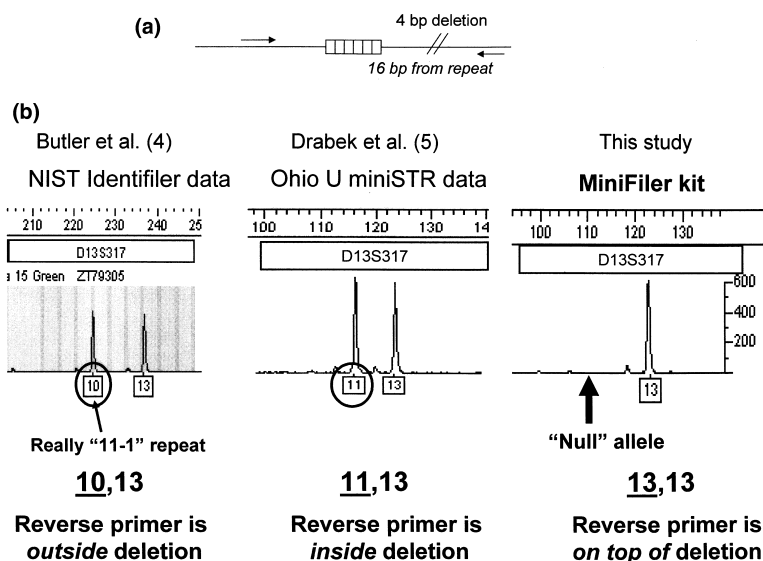 (a)
4 bp deletion
16 bp from repeat
(b)
Butler et al. (4)
NIST Identifiler data
210 220 230 240 25
D13S317
15 Green ZT79305
10 13
Really “11-1” repeat
10,13
Reverse primer is
outside deletion
Drabek et al. (5)
Ohio U miniSTR data
100 110 120 130 14
D13S317
11 13
11,13
Reverse primer is
inside deletion
This study
MiniFiler kit
100 110 120 130
D13S317
600
400
200
13
“Null” allele
13,13
Reverse primer is
on top of deletion